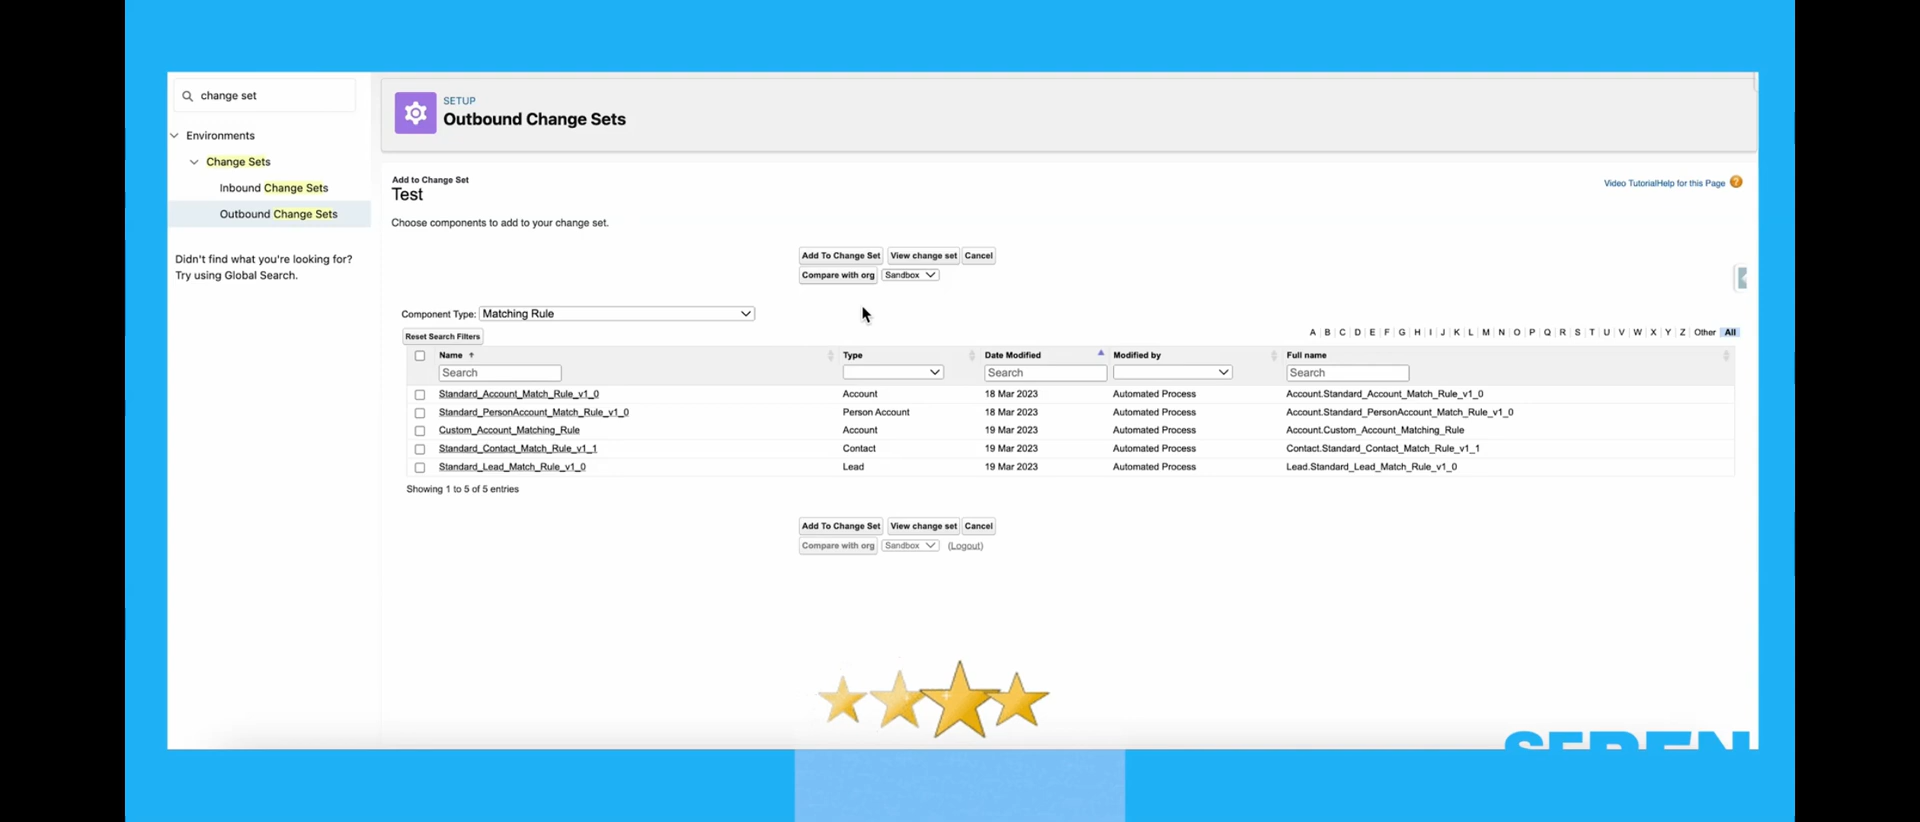 change set
Environments
Change Sets
Inbound Change Sets
Outbound Change Sets
Didn't find what you're looking for?
Try using Global Search.
SETUP
Outbound Change Sets
Add to Change Set
Test
Video TutorialHelp for this Page ?
Choose components to add to your change set.
Add To Change Set View change set Cancel
Compare with org Sandbox
Component Type: Matching Rule
Reset Search Filters
A B C D E F G H I J K L M N O P Q R S T U V W X Y Z Other All
Name Type Date Modified Modified by Full name
Search Search Search
Standard_Account_Match_Rule_v1_0 Account 18 Mar 2023 Automated Process Account.Standard_Account_Match_Rule_v1_0
Standard_PersonAccount_Match_Rule_v1_0 Person Account 18 Mar 2023 Automated Process Account.Standard_PersonAccount_Match_Rule_v1_0
Custom_Account_Matching_Rule Account 19 Mar 2023 Automated Process Account.Custom_Account_Matching_Rule
Standard_Contact_Match_Rule_v1_1 Contact 19 Mar 2023 Automated Process Contact.Standard_Contact_Match_Rule_v1_1
Standard_Lead_Match_Rule_v1_0 Lead 19 Mar 2023 Automated Process Lead.Standard_Lead_Match_Rule_v1_0
Showing 1 to 5 of 5 entries
Add To Change Set View change set Cancel
Compare with org Sandbox (Logout)